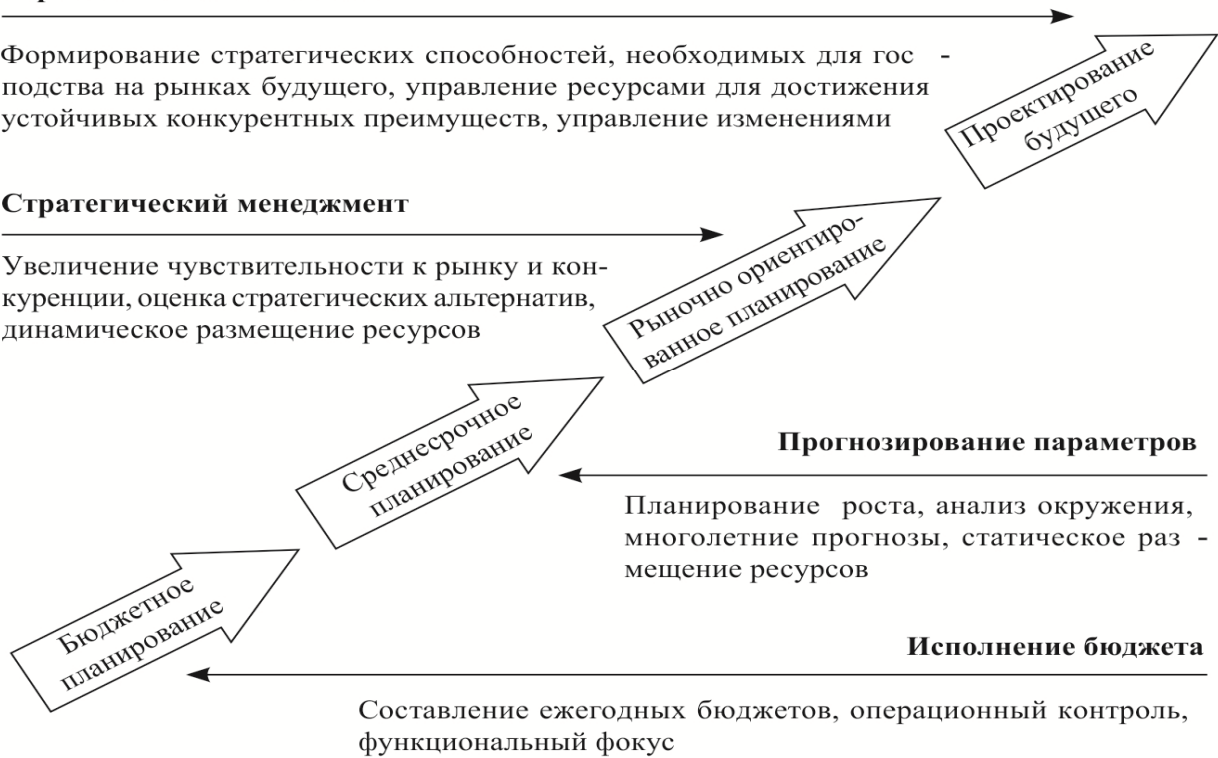 Формирование стратегических способностей, необходимых для гос -
подства на рынках будущего, управление ресурсами для достижения
устойчивых конкурентных преимуществ, управление изменениями
Проектирование
будущего
Стратегический менеджмент
Увеличение чувствительности к рынку и кон-
куренции, оценка стратегических альтернатив,
динамическое размещение ресурсов
Рыночно ориентиро-
ванное планирование
Среднесрочное
планирование
Прогнозирование параметров
Планирование роста, анализ окружения,
многолетние прогнозы, статическое раз -
мещение ресурсов
Бюджетное
планирование
Исполнение бюджета
Составление ежегодных бюджетов, операционный контроль,
функциональный фокус